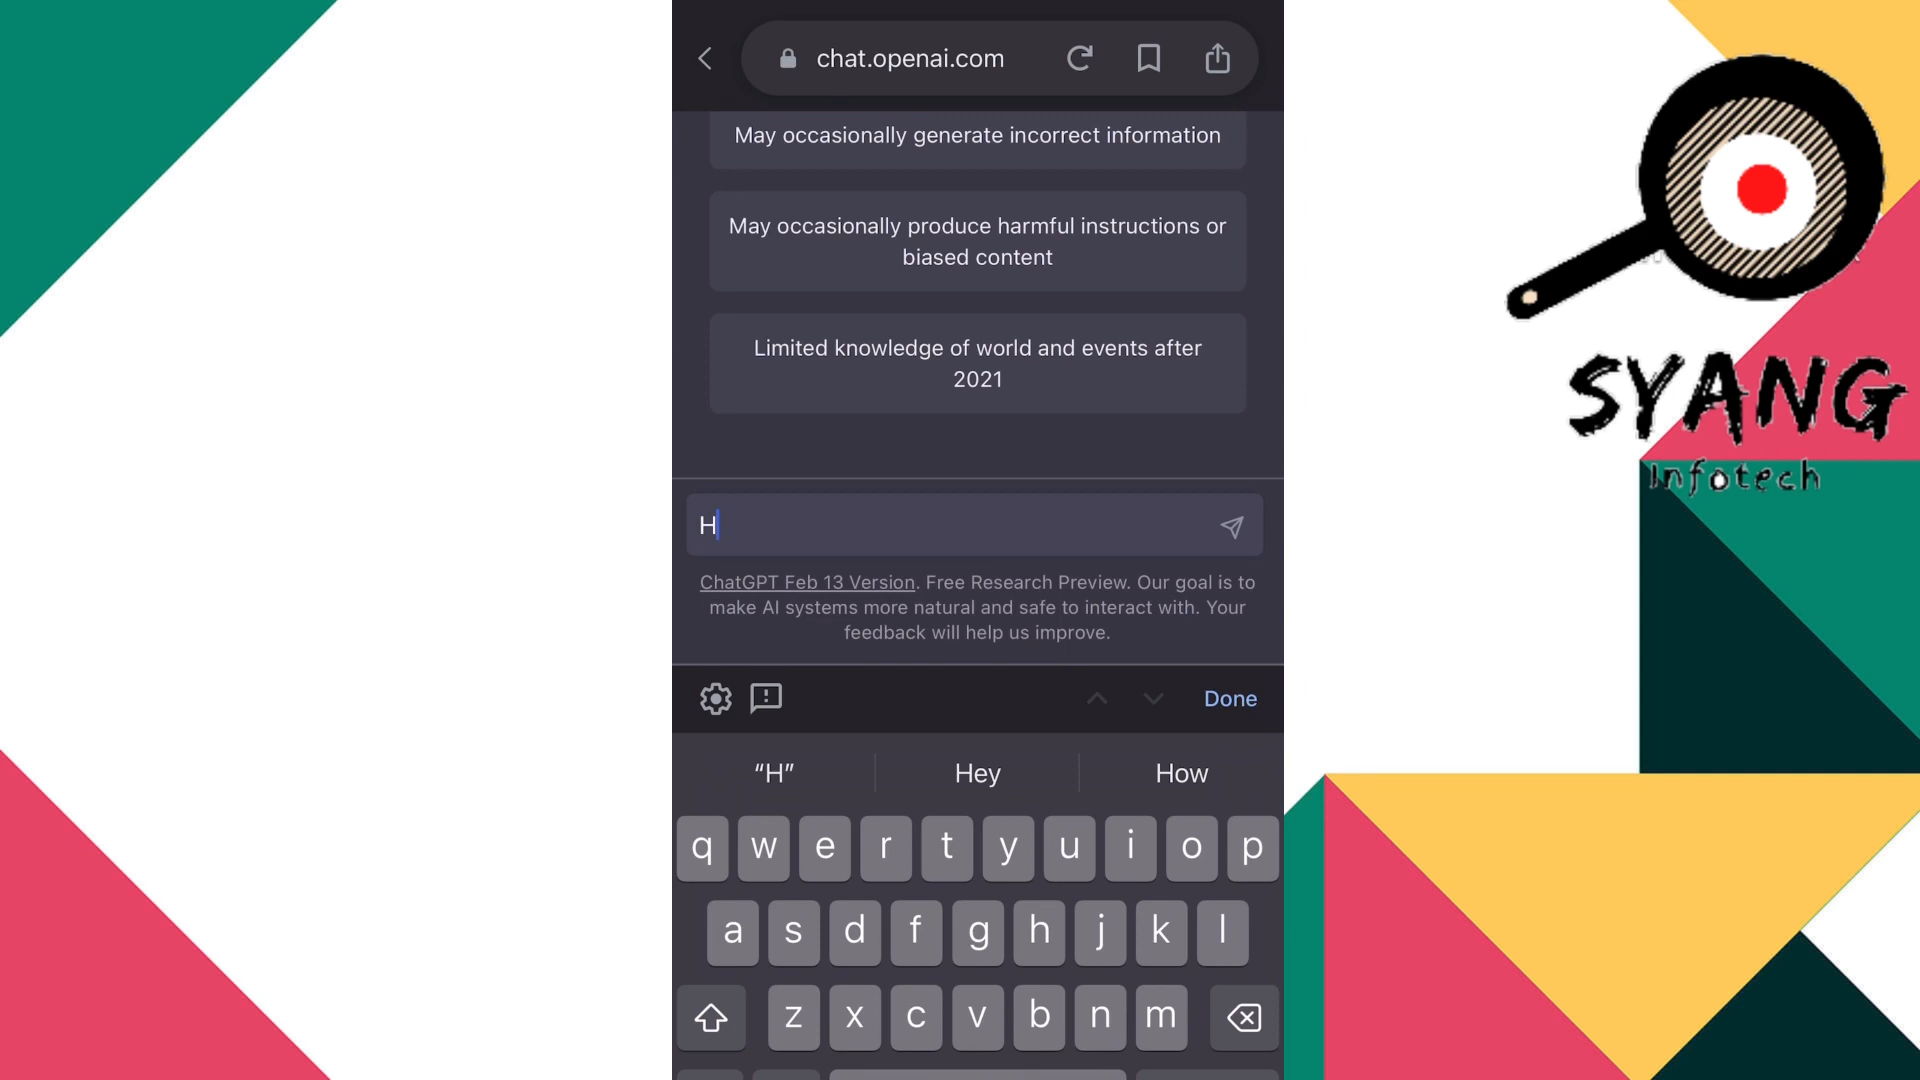 chat.openai.com
May occasionally generate incorrect information
May occasionally produce harmful instructions or
biased content
Limited knowledge of world and events after
2021
H
ChatGPT Feb 13 Version. Free Research Preview. Our goal is to
make AI systems more natural and safe to interact with. Your
feedback will help us improve.
Done
“H” Hey How
q w e r t y u i o p
a s d f g h j k l
z x c v b n m
SYANG
Infotech